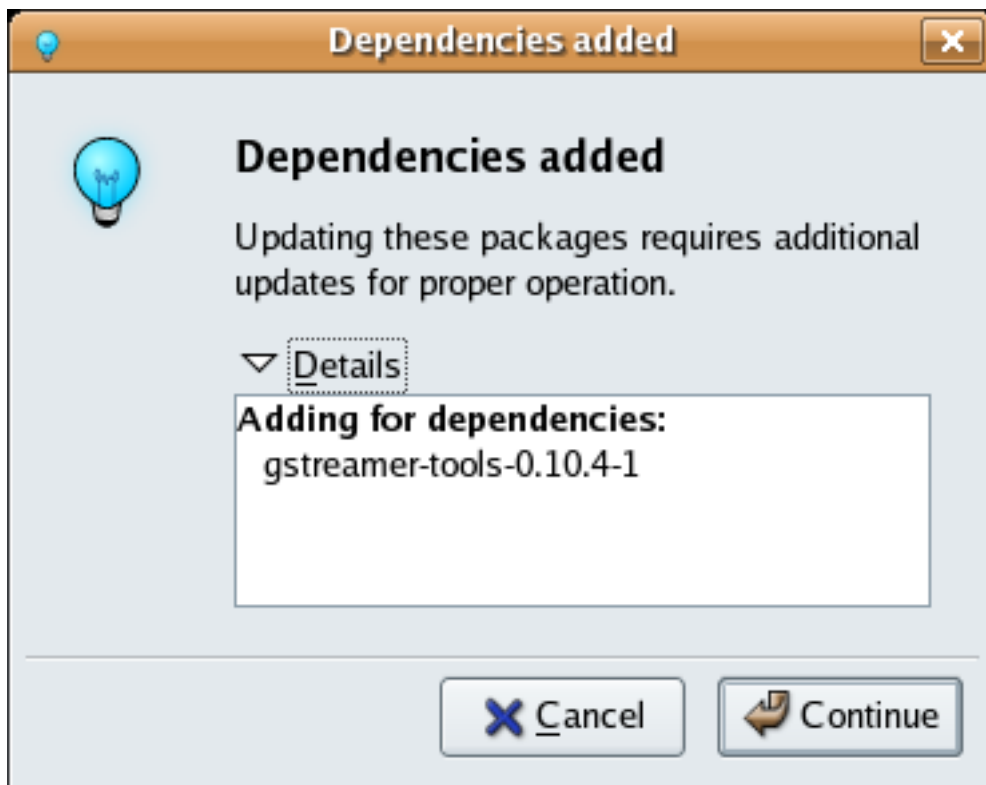 Dependencies added
Dependencies added
Updating these packages requires additional
updates for proper operation.
Details
Adding for dependencies:
gstreamer-tools-0.10.4-1
Cancel
Continue